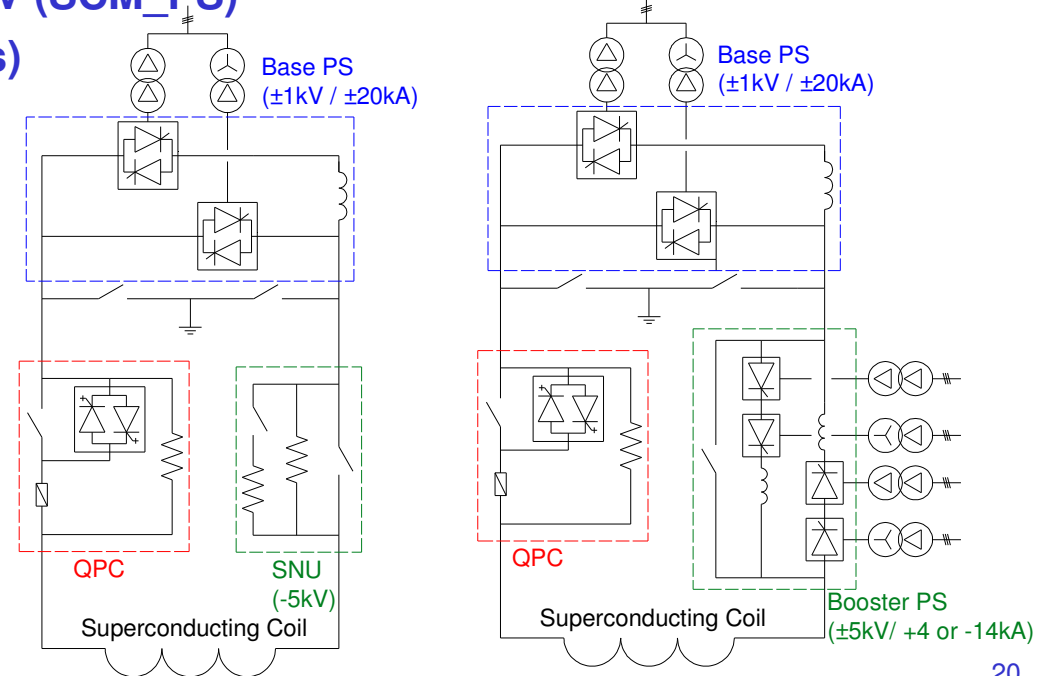 s)
Base PS
(±1kV / ±20kA)
QPC
SNU
(-5kV)
Superconducting Coil
Base PS
(±1kV / ±20kA)
QPC
Superconducting Coil
Booster PS
(±5kV/ +4 or -14kA)